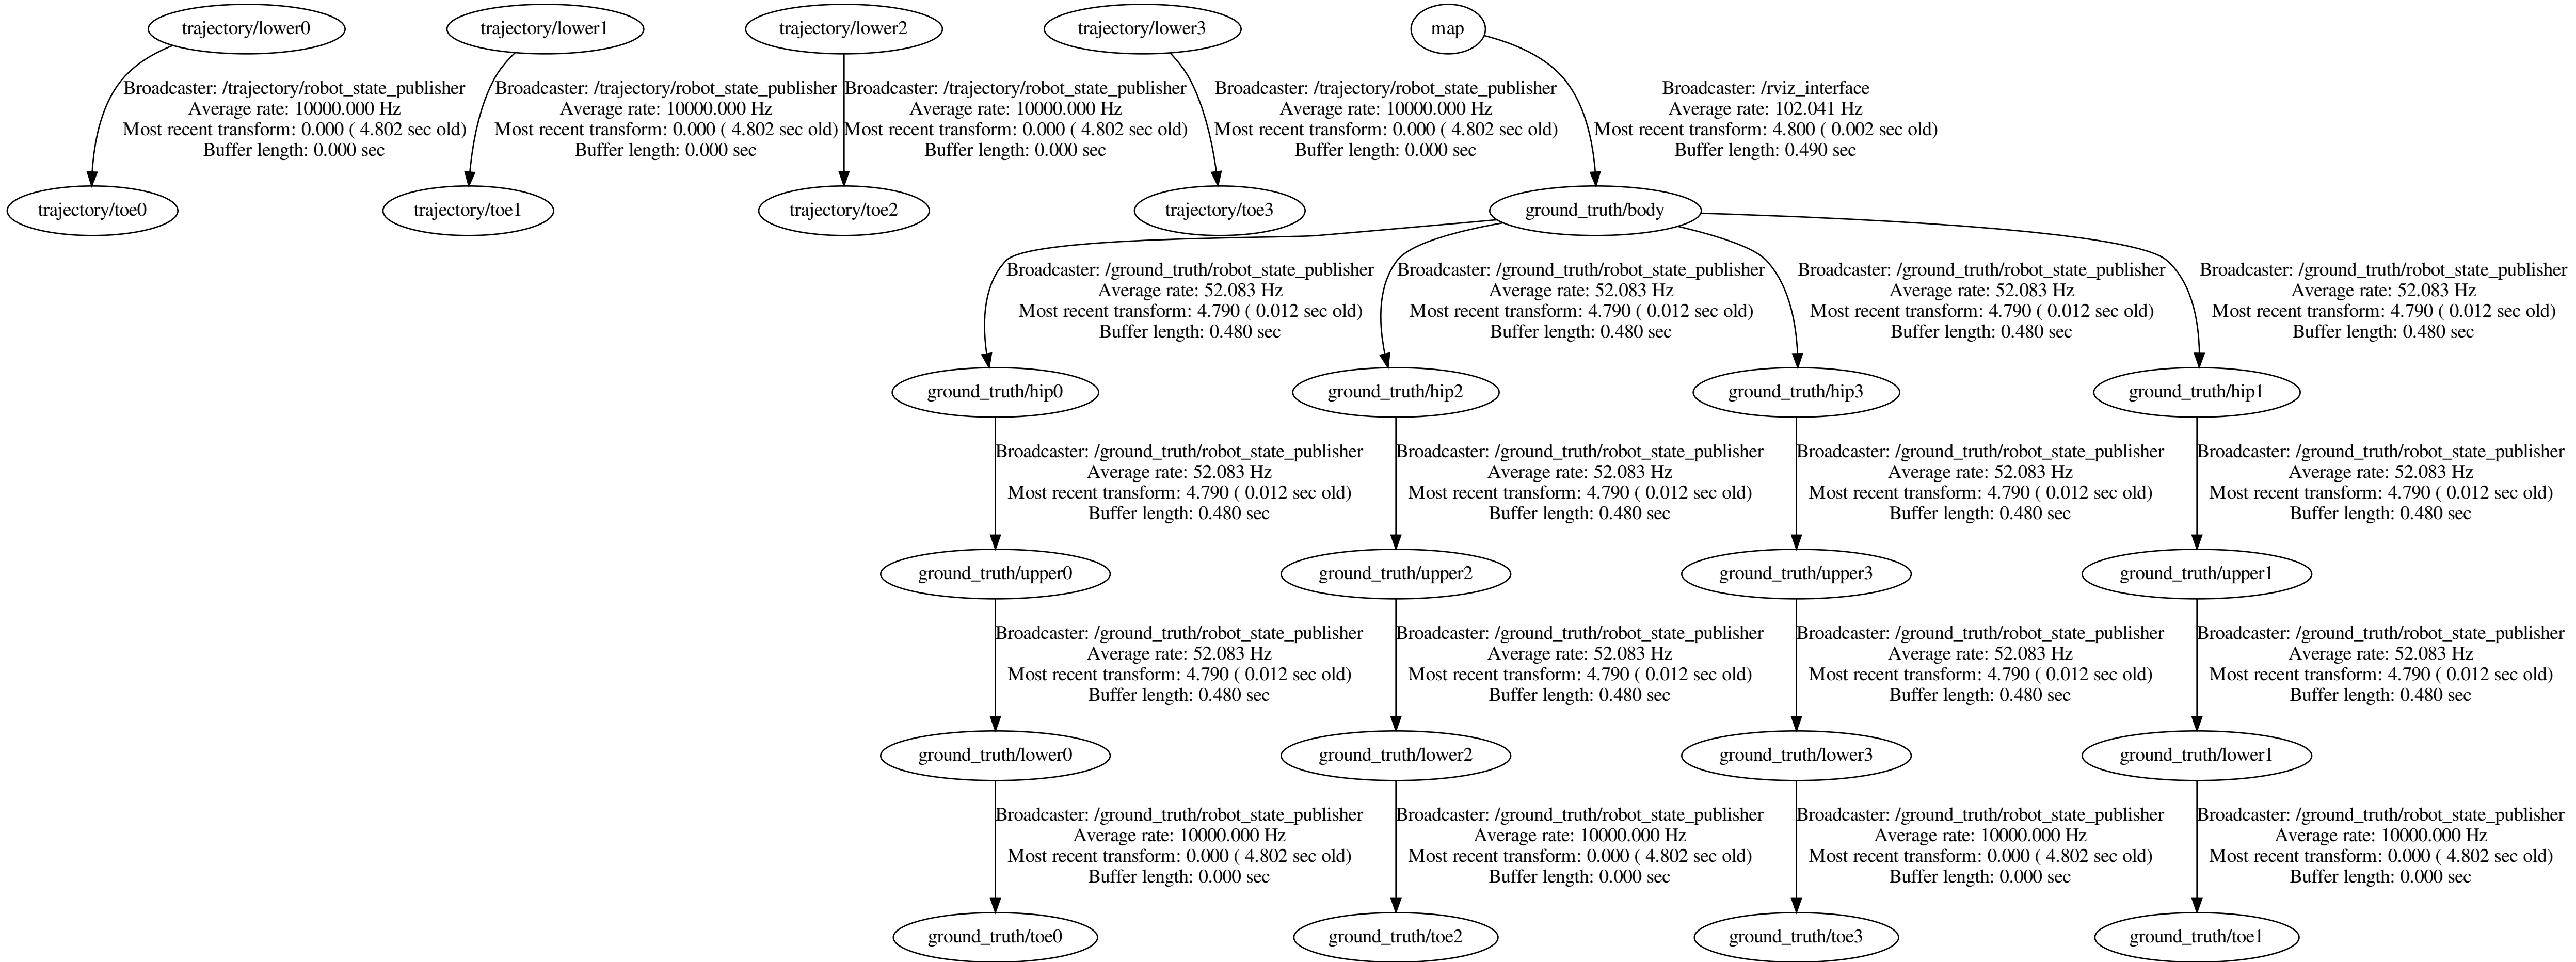 trajectory/lower0
trajectory/lower1
trajectory/lower2
trajectory/lower3
map
Broadcaster: /trajectory/robot_state_publisher
Average rate: 10000.000 Hz
Most recent transform: 0.000 ( 4.802 sec old)
Buffer length: 0.000 sec
Broadcaster: /trajectory/robot_state_publisher
Average rate: 10000.000 Hz
Most recent transform: 0.000 ( 4.802 sec old)
Buffer length: 0.000 sec
Broadcaster: /trajectory/robot_state_publisher
Average rate: 10000.000 Hz
Most recent transform: 0.000 ( 4.802 sec old)
Buffer length: 0.000 sec
Broadcaster: /trajectory/robot_state_publisher
Average rate: 10000.000 Hz
Most recent transform: 0.000 ( 4.802 sec old)
Buffer length: 0.000 sec
Broadcaster: /rviz_interface
Average rate: 102.041 Hz
Most recent transform: 4.800 ( 0.002 sec old)
Buffer length: 0.490 sec
trajectory/toe0
trajectory/toe1
trajectory/toe2
trajectory/toe3
ground_truth/body
Broadcaster: /ground_truth/robot_state_publisher
Average rate: 52.083 Hz
Most recent transform: 4.790 ( 0.012 sec old)
Buffer length: 0.480 sec
Broadcaster: /ground_truth/robot_state_publisher
Average rate: 52.083 Hz
Most recent transform: 4.790 ( 0.012 sec old)
Buffer length: 0.480 sec
Broadcaster: /ground_truth/robot_state_publisher
Average rate: 52.083 Hz
Most recent transform: 4.790 ( 0.012 sec old)
Buffer length: 0.480 sec
Broadcaster: /ground_truth/robot_state_publisher
Average rate: 52.083 Hz
Most recent transform: 4.790 ( 0.012 sec old)
Buffer length: 0.480 sec
ground_truth/hip0
ground_truth/hip2
ground_truth/hip3
ground_truth/hip1
Broadcaster: /ground_truth/robot_state_publisher
Average rate: 52.083 Hz
Most recent transform: 4.790 ( 0.012 sec old)
Buffer length: 0.480 sec
Broadcaster: /ground_truth/robot_state_publisher
Average rate: 52.083 Hz
Most recent transform: 4.790 ( 0.012 sec old)
Buffer length: 0.480 sec
Broadcaster: /ground_truth/robot_state_publisher
Average rate: 52.083 Hz
Most recent transform: 4.790 ( 0.012 sec old)
Buffer length: 0.480 sec
Broadcaster: /ground_truth/robot_state_publisher
Average rate: 52.083 Hz
Most recent transform: 4.790 ( 0.012 sec old)
Buffer length: 0.480 sec
ground_truth/upper0
ground_truth/upper2
ground_truth/upper3
ground_truth/upper1
Broadcaster: /ground_truth/robot_state_publisher
Average rate: 52.083 Hz
Most recent transform: 4.790 ( 0.012 sec old)
Buffer length: 0.480 sec
Broadcaster: /ground_truth/robot_state_publisher
Average rate: 52.083 Hz
Most recent transform: 4.790 ( 0.012 sec old)
Buffer length: 0.480 sec
Broadcaster: /ground_truth/robot_state_publisher
Average rate: 52.083 Hz
Most recent transform: 4.790 ( 0.012 sec old)
Buffer length: 0.480 sec
Broadcaster: /ground_truth/robot_state_publisher
Average rate: 52.083 Hz
Most recent transform: 4.790 ( 0.012 sec old)
Buffer length: 0.480 sec
ground_truth/lower0
ground_truth/lower2
ground_truth/lower3
ground_truth/lower1
Broadcaster: /ground_truth/robot_state_publisher
Average rate: 10000.000 Hz
Most recent transform: 0.000 ( 4.802 sec old)
Buffer length: 0.000 sec
Broadcaster: /ground_truth/robot_state_publisher
Average rate: 10000.000 Hz
Most recent transform: 0.000 ( 4.802 sec old)
Buffer length: 0.000 sec
Broadcaster: /ground_truth/robot_state_publisher
Average rate: 10000.000 Hz
Most recent transform: 0.000 ( 4.802 sec old)
Buffer length: 0.000 sec
Broadcaster: /ground_truth/robot_state_publisher
Average rate: 10000.000 Hz
Most recent transform: 0.000 ( 4.802 sec old)
Buffer length: 0.000 sec
ground_truth/toe0
ground_truth/toe2
ground_truth/toe3
ground_truth/toe1